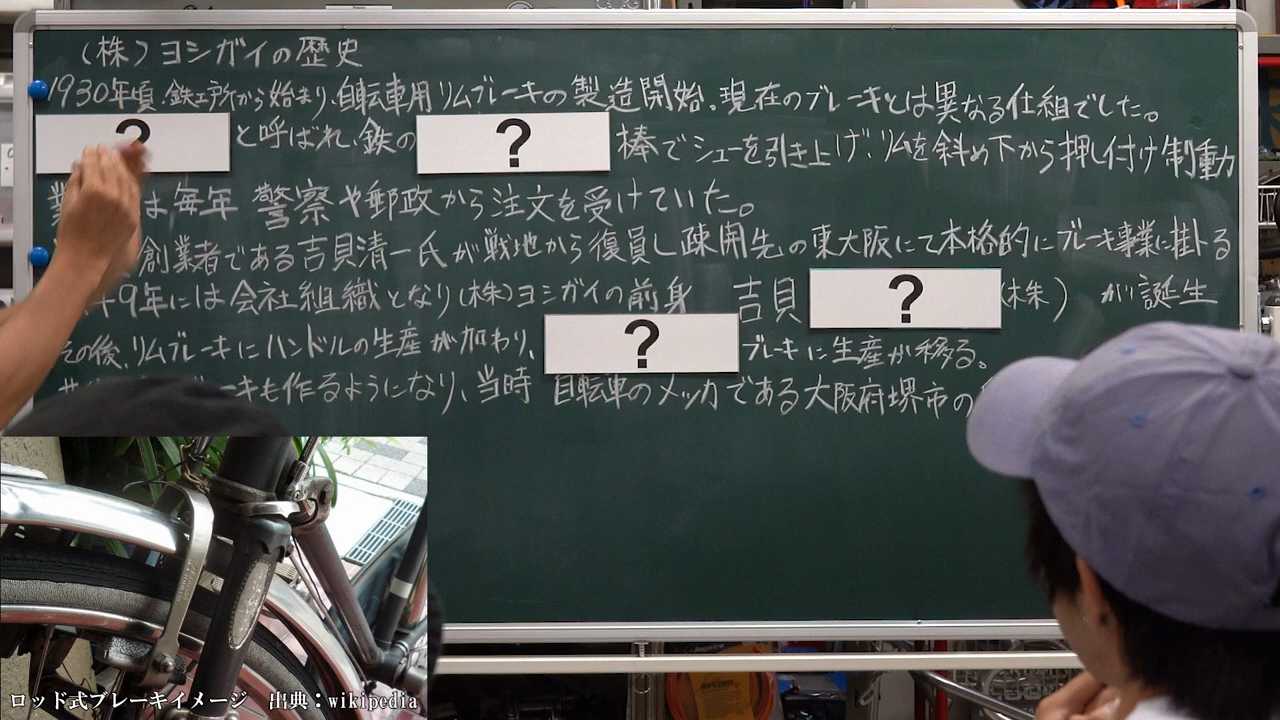 (株)ヨシガイの歴史
1930年頃、鉄工所から始まり、自転車用リムブレーキの製造開始。現在のブレーキとは異なる仕組でした。
? と呼ばれ、鉄の ? 棒でシューを引き上げ、リムを斜め下から押し付け制動
は、毎年 警察や郵政から注文を受けていた。
創業者である吉貝清一氏が戦地から復員し疎開先の東大阪にて本格的にブレーキ事業に掛る
9年には会社組織となり(株)ヨシガイの前身 吉貝 ? (株) が誕生
その後、リムブレーキにハンドルの生産が加わり、 ? ブレーキに生産が移る。
ーキも作るようになり、当時 自転車のメッカである大阪府堺市の
ロッド式ブレーキイメージ 出典:wikipedia